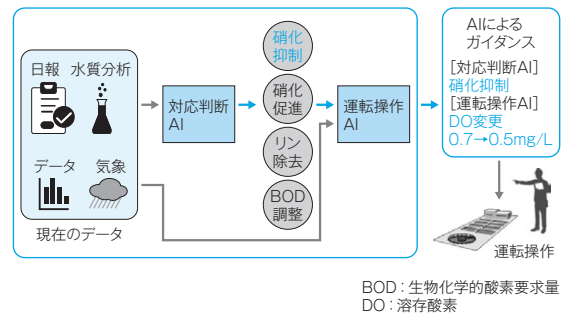 日報
水質分析
データ
気象
現在のデータ
対応判断
AI
硝化
抑制
硝化
促進
リン
除去
BOD
調整
運転操作
AI
AIによる
ガイダンス
[対応判断AI]
硝化抑制
[運転操作AI]
DO変更
0.7→0.5mg/L
運転操作
BOD：生物化学的酸素要求量
DO：溶存酸素